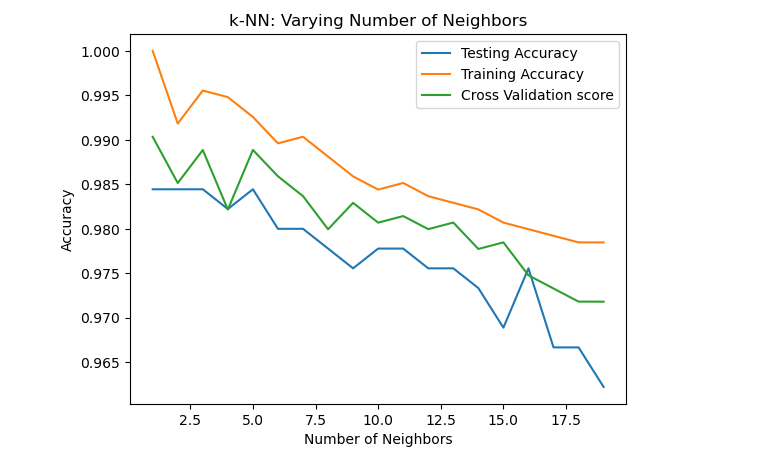 k-NN: Varying Number of Neighbors
1.000
0.995
0.990
0.985
0.980
0.975
0.970
0.965
Accuracy
Testing Accuracy
Training Accuracy
Cross Validation score
2.5 5.0 7.5 10.0 12.5 15.0 17.5
Number of Neighbors